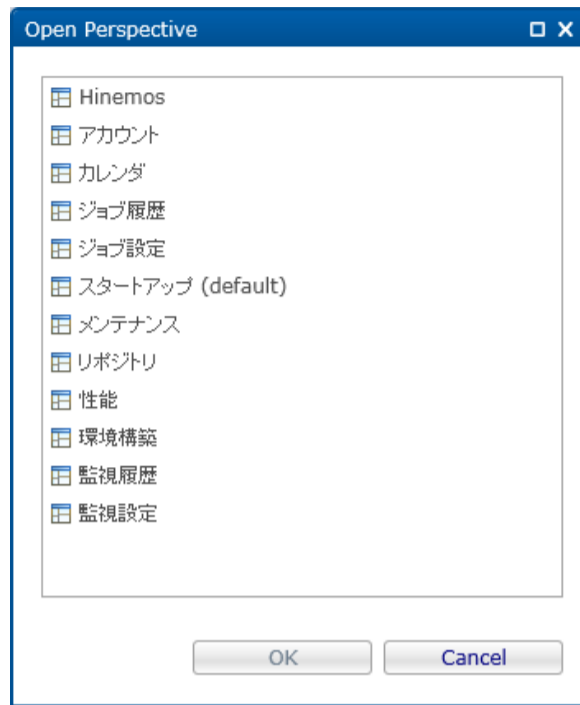 Open Perspective
Hinemos
アカウント
カレンダ
ジョブ履歴
ジョブ設定
スタートアップ (default)
メンテナンス
リポジトリ
性能
環境構築
監視履歴
監視設定
OK
Cancel